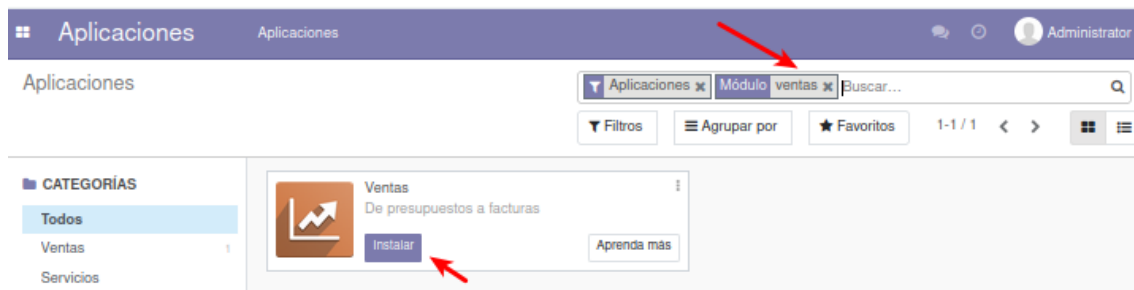 Aplicaciones Aplicaciones Administrator
Aplicaciones
Aplicaciones x Módulo ventas x Buscar...
Filtros Agrupar por Favoritos 1-1 / 1
CATEGORÍAS
Todos
Ventas 1
Servicios
Ventas
De presupuestos a facturas
Instalar Aprenda más